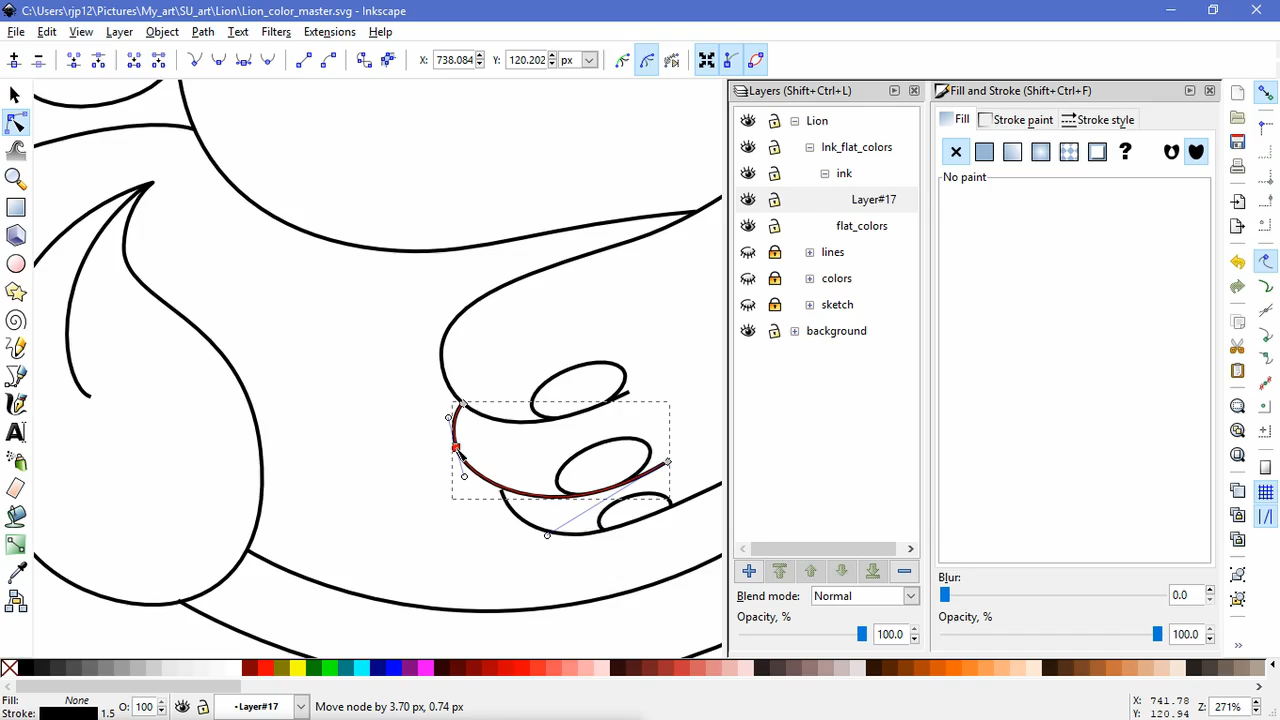 C:\Users\rjp12\Pictures\My_art\SU_art\Lion\Lion_color_master.svg - Inkscape
File Edit View Layer Object Path Text Filters Extensions Help
X: 738.084 Y: 120.202 px
Layers (Shift+Ctrl+L)
Lion
Ink_flat_colors
ink
Layer#17
flat_colors
lines
colors
sketch
background
Blend mode: Normal
Opacity, %
100.0
Fill and Stroke (Shift+Ctrl+F)
Fill Stroke paint Stroke style
?
No paint
Blur:
0.0
Opacity, %
100.0
Fill: None
Stroke: 1.5
O: 100
•Layer#17
Move node by 3.70 px, 0.74 px
X: 741.78
Y: 120.94
Z: 271%